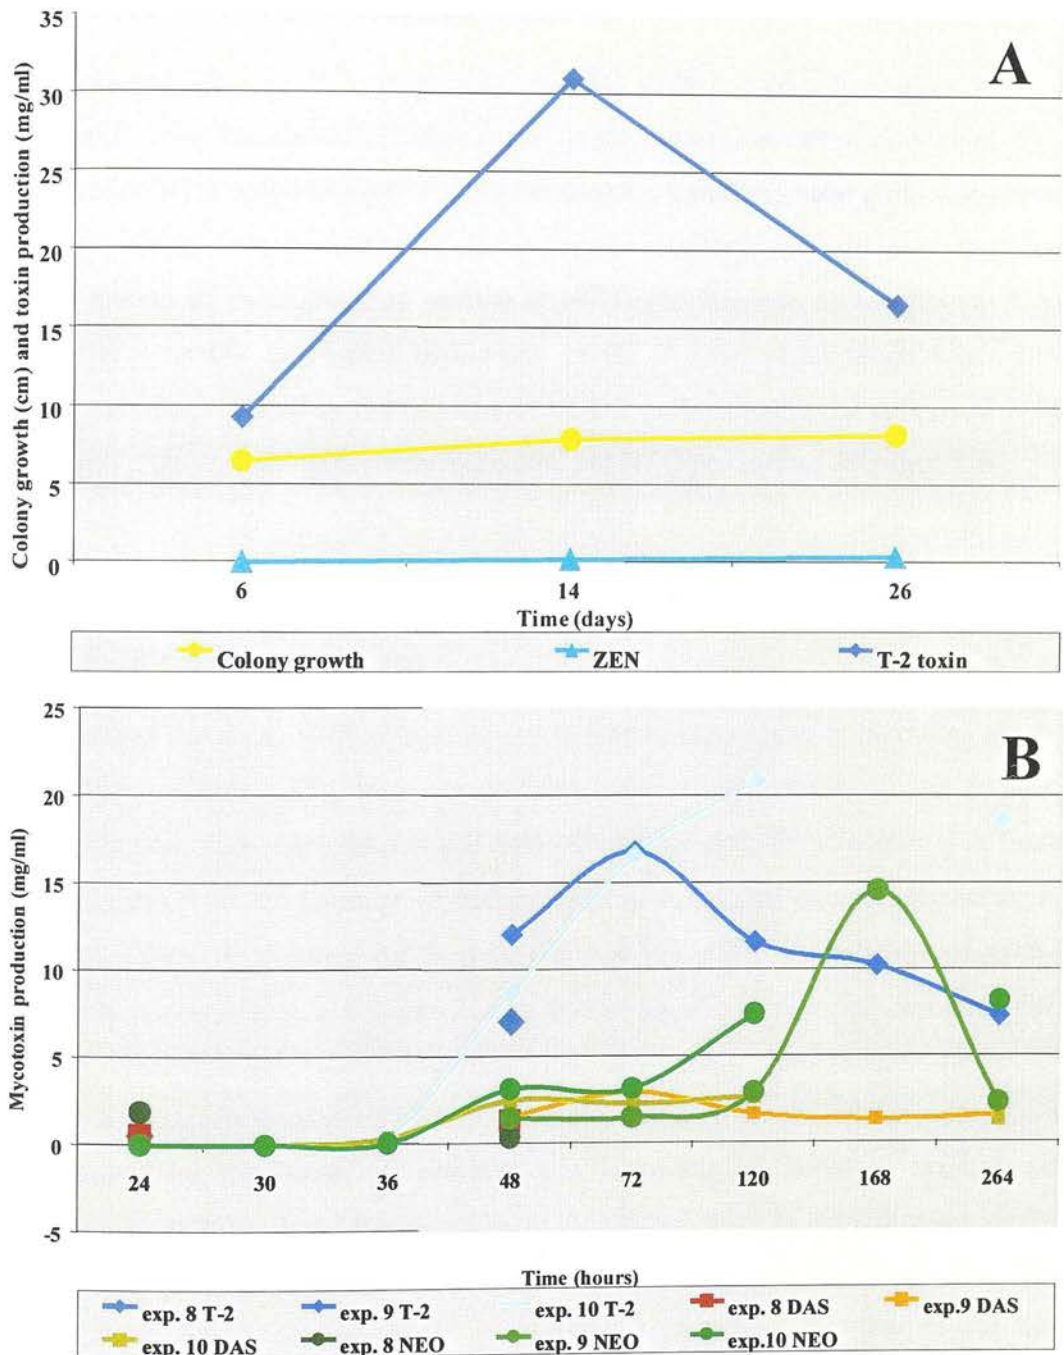 A
Colony growth (cm) and toxin production (mg/ml)
35
30
25
20
15
10
5
0
6 14 26
Time (days)
Colony growth ZEN T-2 toxin
B
Mycotoxin production (mg/ml)
25
20
15
10
5
0
-5
24 30 36 48 72 120 168 264
Time (hours)
exp. 8 T-2 exp. 9 T-2 exp. 10 T-2 exp. 8 DAS exp.9 DAS
exp. 10 DAS exp. 8 NEO exp. 9 NEO exp.10 NEO